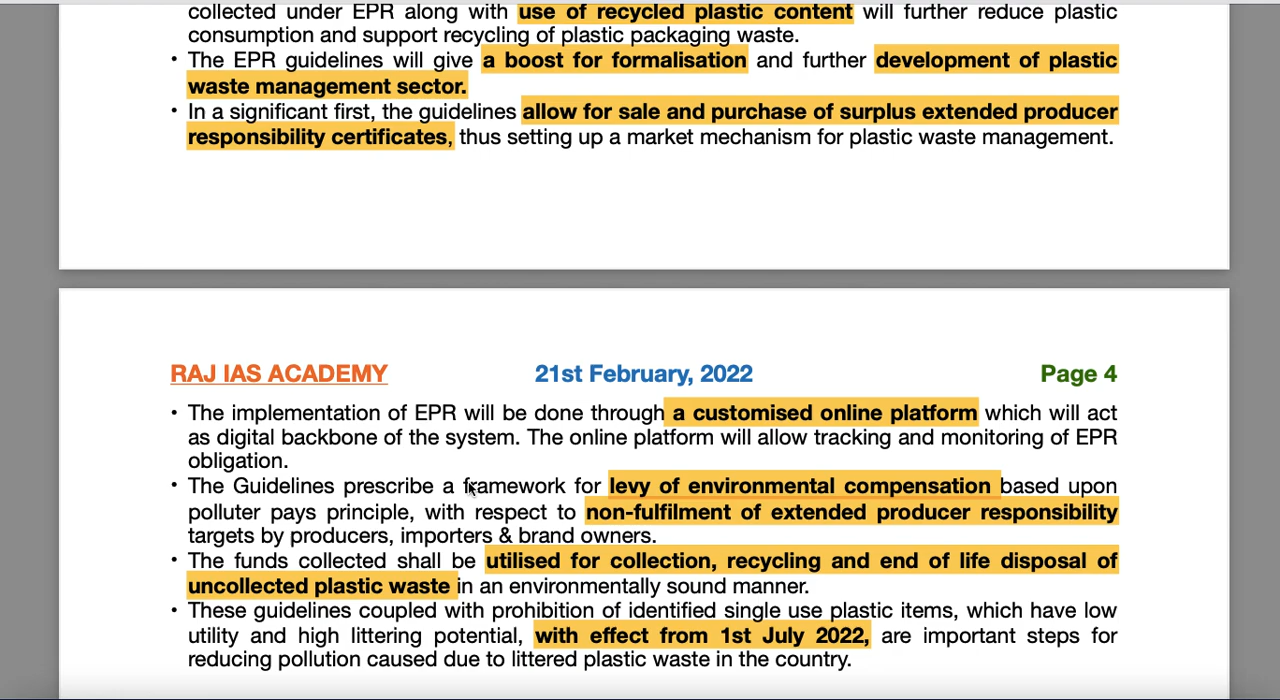 collected under EPR along with use of recycled plastic content will further reduce plastic
consumption and support recycling of plastic packaging waste.
• The EPR guidelines will give a boost for formalisation and further development of plastic
waste management sector.
• In a significant first, the guidelines allow for sale and purchase of surplus extended producer
responsibility certificates, thus setting up a market mechanism for plastic waste management.
RAJ IAS ACADEMY 21st February, 2022 Page 4
• The implementation of EPR will be done through a customised online platform which will act
as digital backbone of the system. The online platform will allow tracking and monitoring of EPR
obligation.
• The Guidelines prescribe a framework for levy of environmental compensation based upon
polluter pays principle, with respect to non-fulfilment of extended producer responsibility
targets by producers, importers & brand owners.
• The funds collected shall be utilised for collection, recycling and end of life disposal of
uncollected plastic waste in an environmentally sound manner.
• These guidelines coupled with prohibition of identified single use plastic items, which have low
utility and high littering potential, with effect from 1st July 2022, are important steps for
reducing pollution caused due to littered plastic waste in the country.